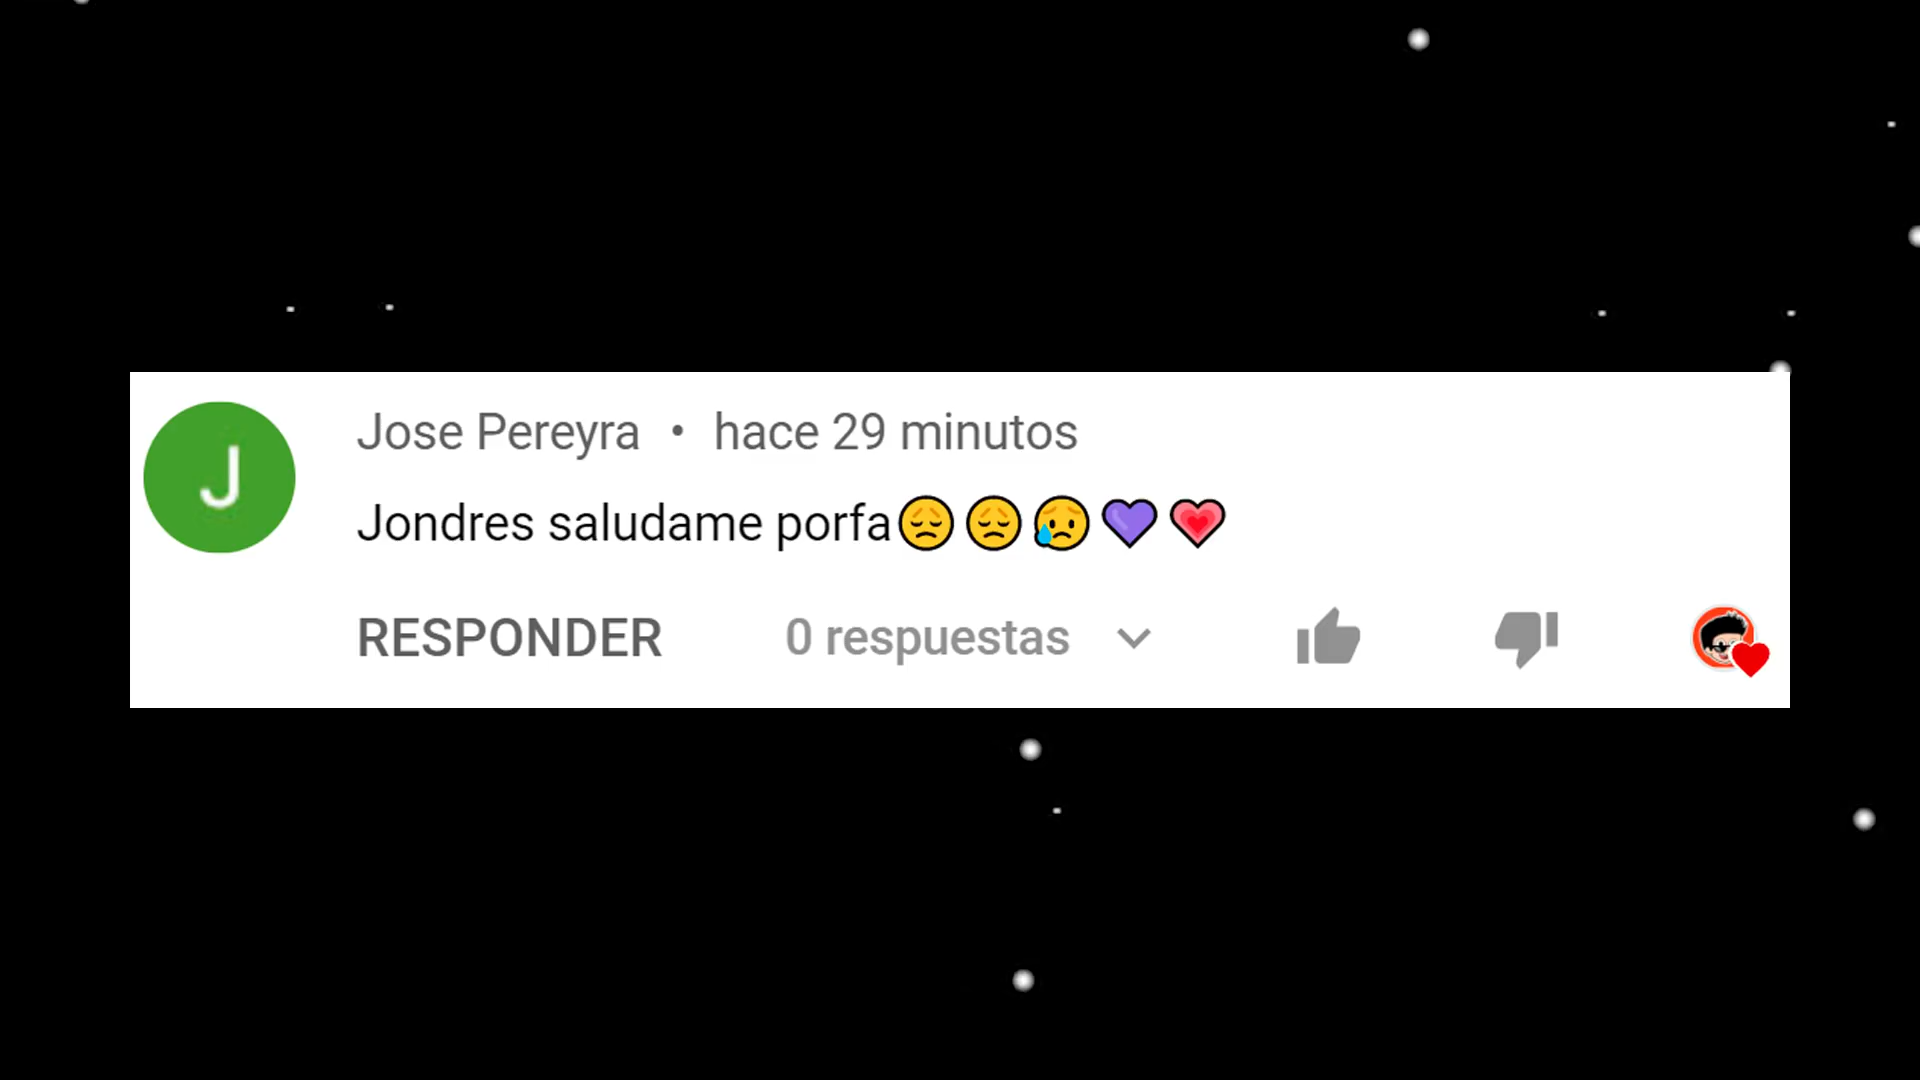 J
Jose Pereyra • hace 29 minutos
Jondres saludame porfa😔😔😥💜💗
RESPONDER 0 respuestas